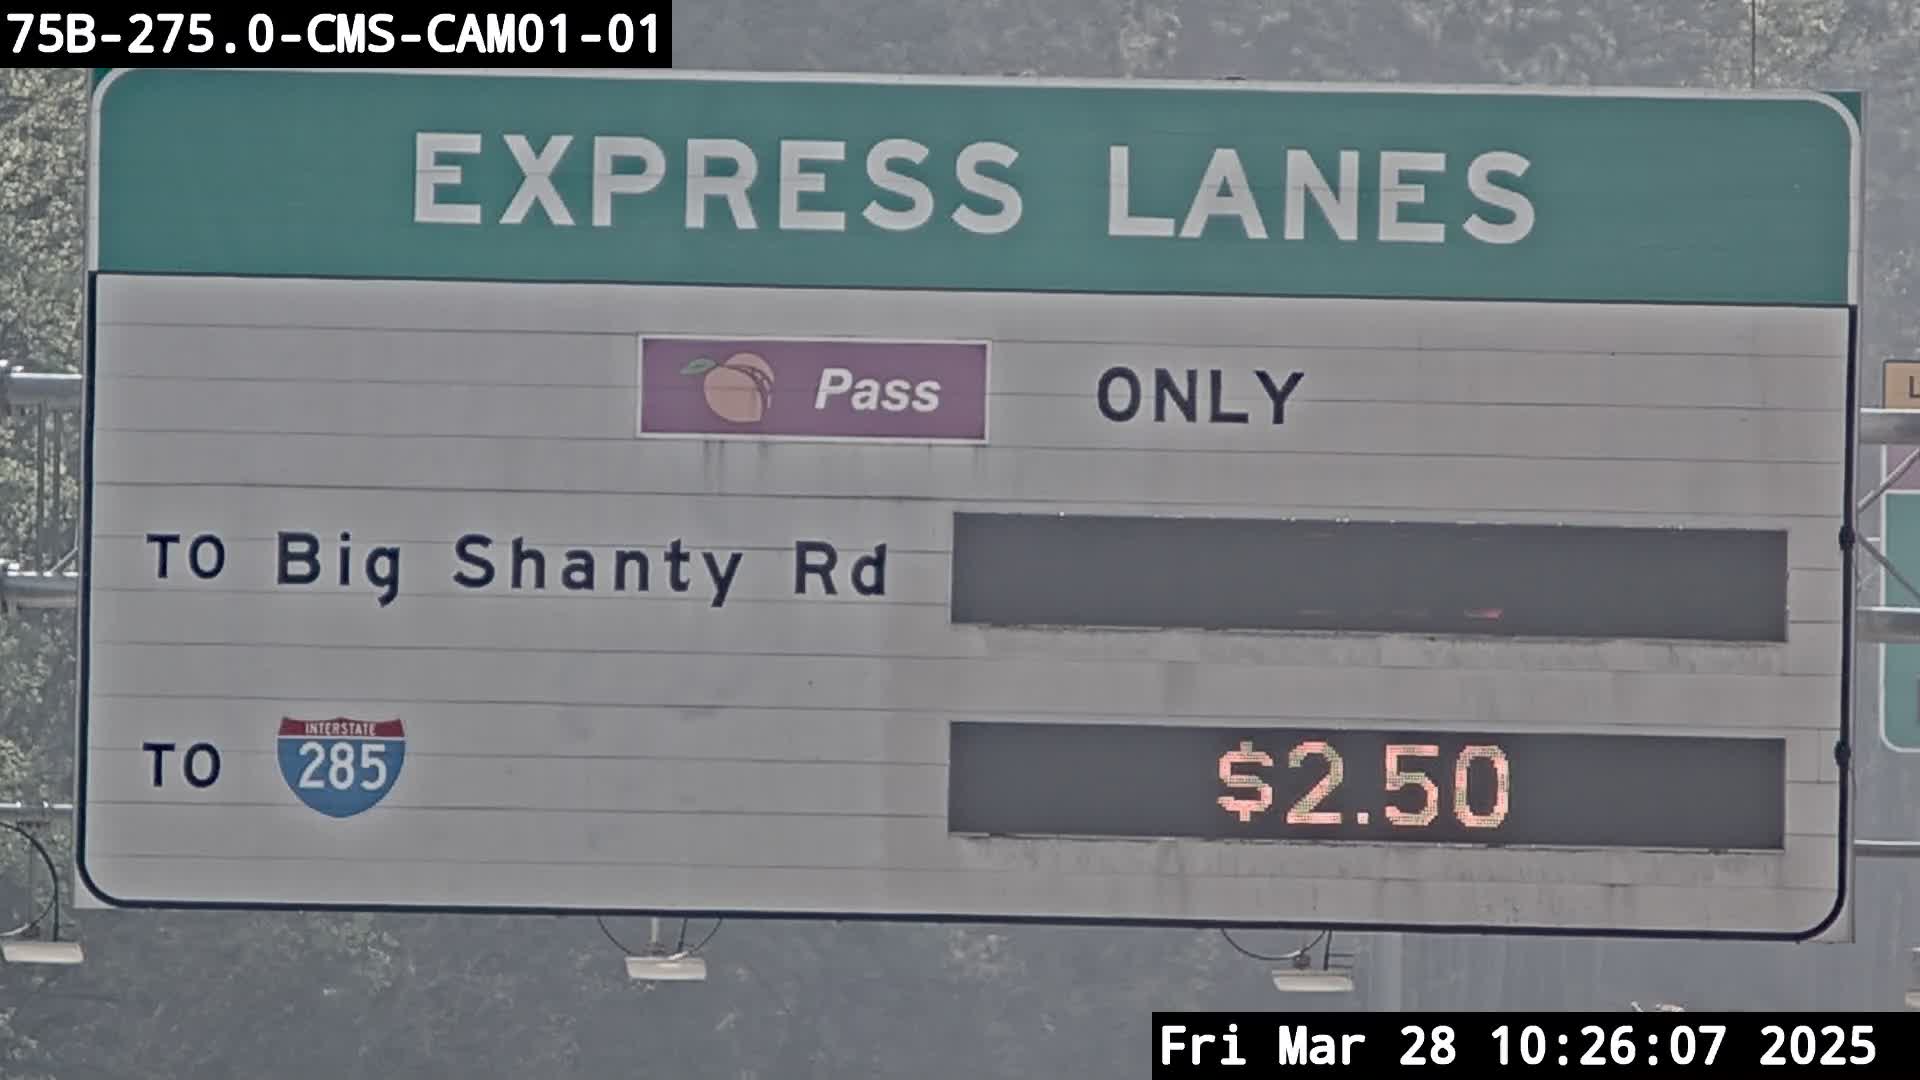 75B-275.0-CMS-CAM01-01
EXPRESS LANES
Pass ONLY
TO Big Shanty Rd
TO INTERSTATE 285 $2.50
Fri Mar 28 10:26:07 2025